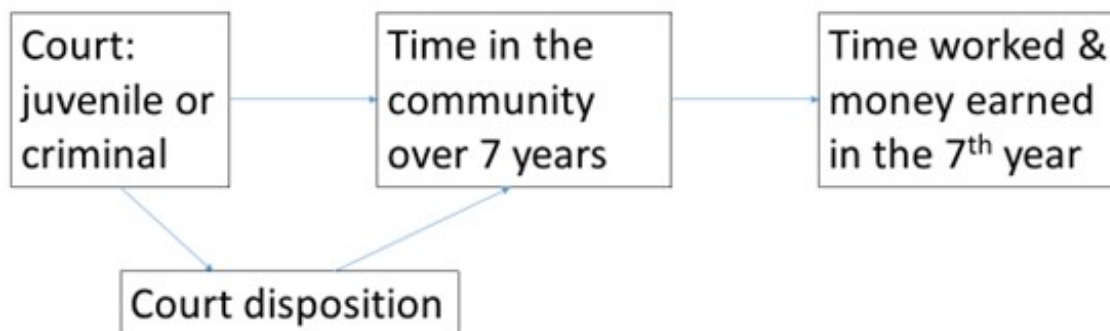 Court:
juvenile or
criminal
Time in the
community
over 7 years
Time worked &
money earned
in the 7th year
Court disposition